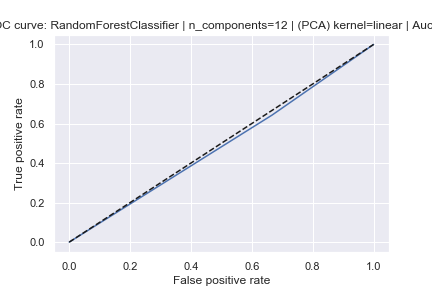 OC curve: RandomForestClassifier | n_components=12 | (PCA) kernel=linear | Auc
1.0
0.8
0.6
0.4
0.2
0.0
True positive rate
0.0 0.2 0.4 0.6 0.8 1.0
False positive rate